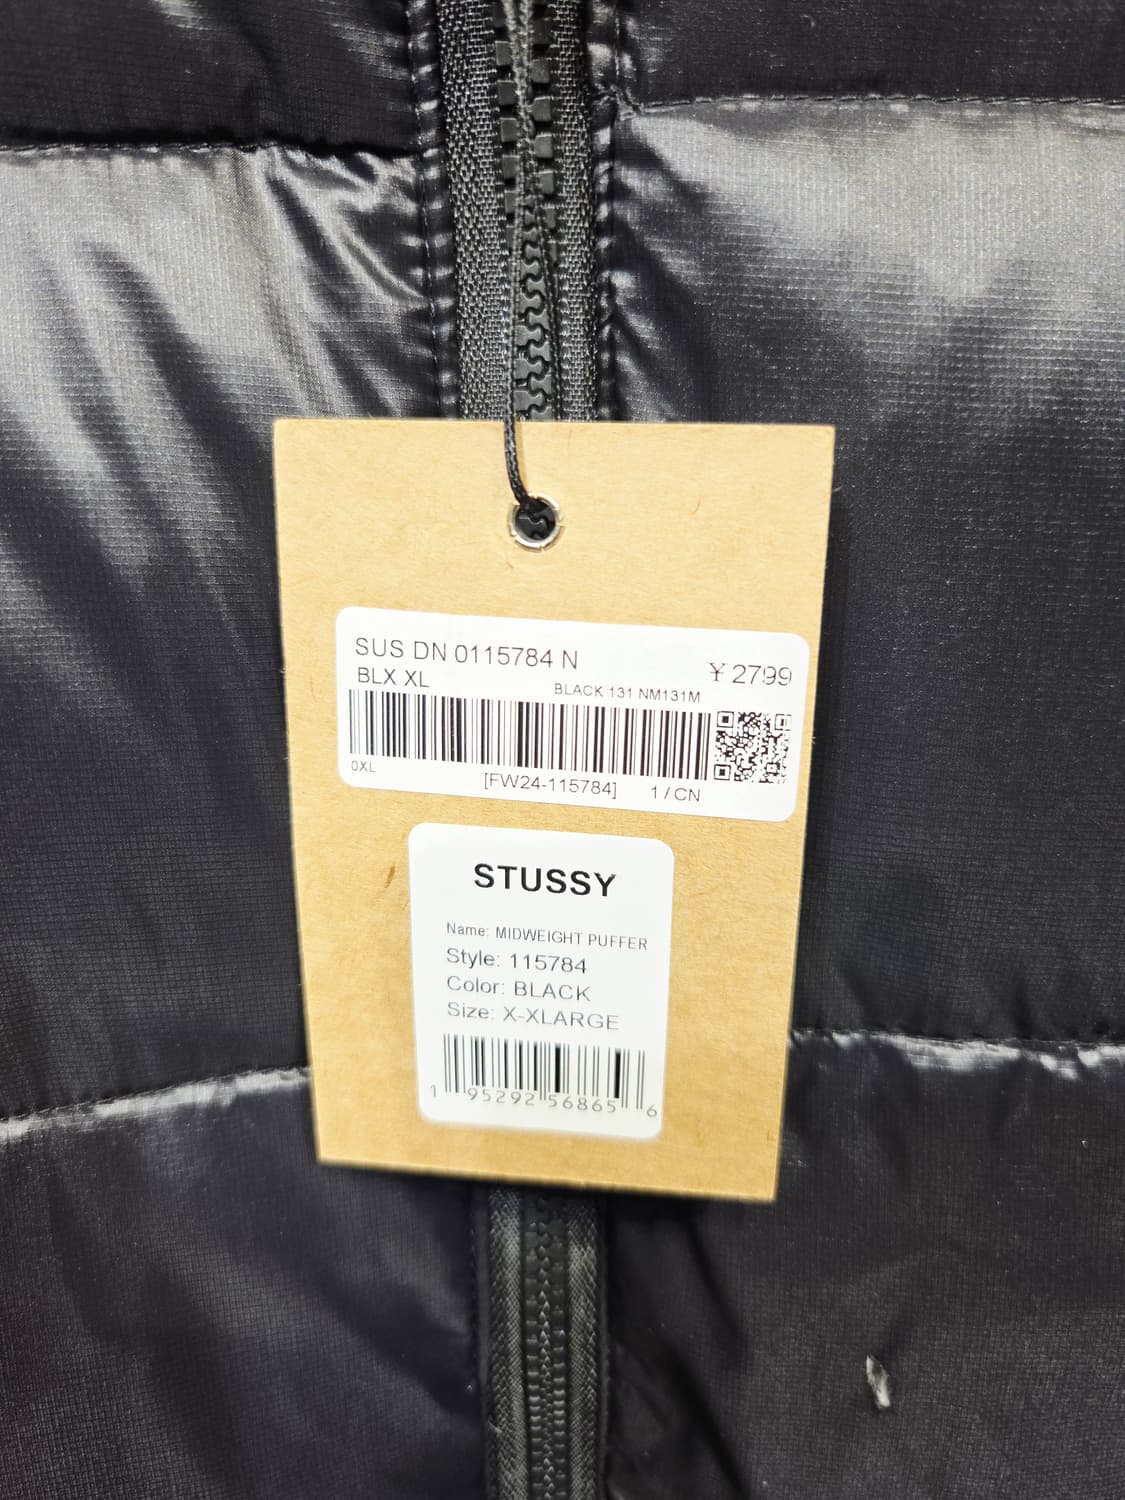 SUS DN 0115784 N
¥ 2799
BLX XL
BLACK 131 NM131M
0XL
[FW24-115784] 1 / CN
STUSSY
Name: MIDWEIGHT PUFFER
Style: 115784
Color: BLACK
Size: X-XLARGE
1 95292 56865 6